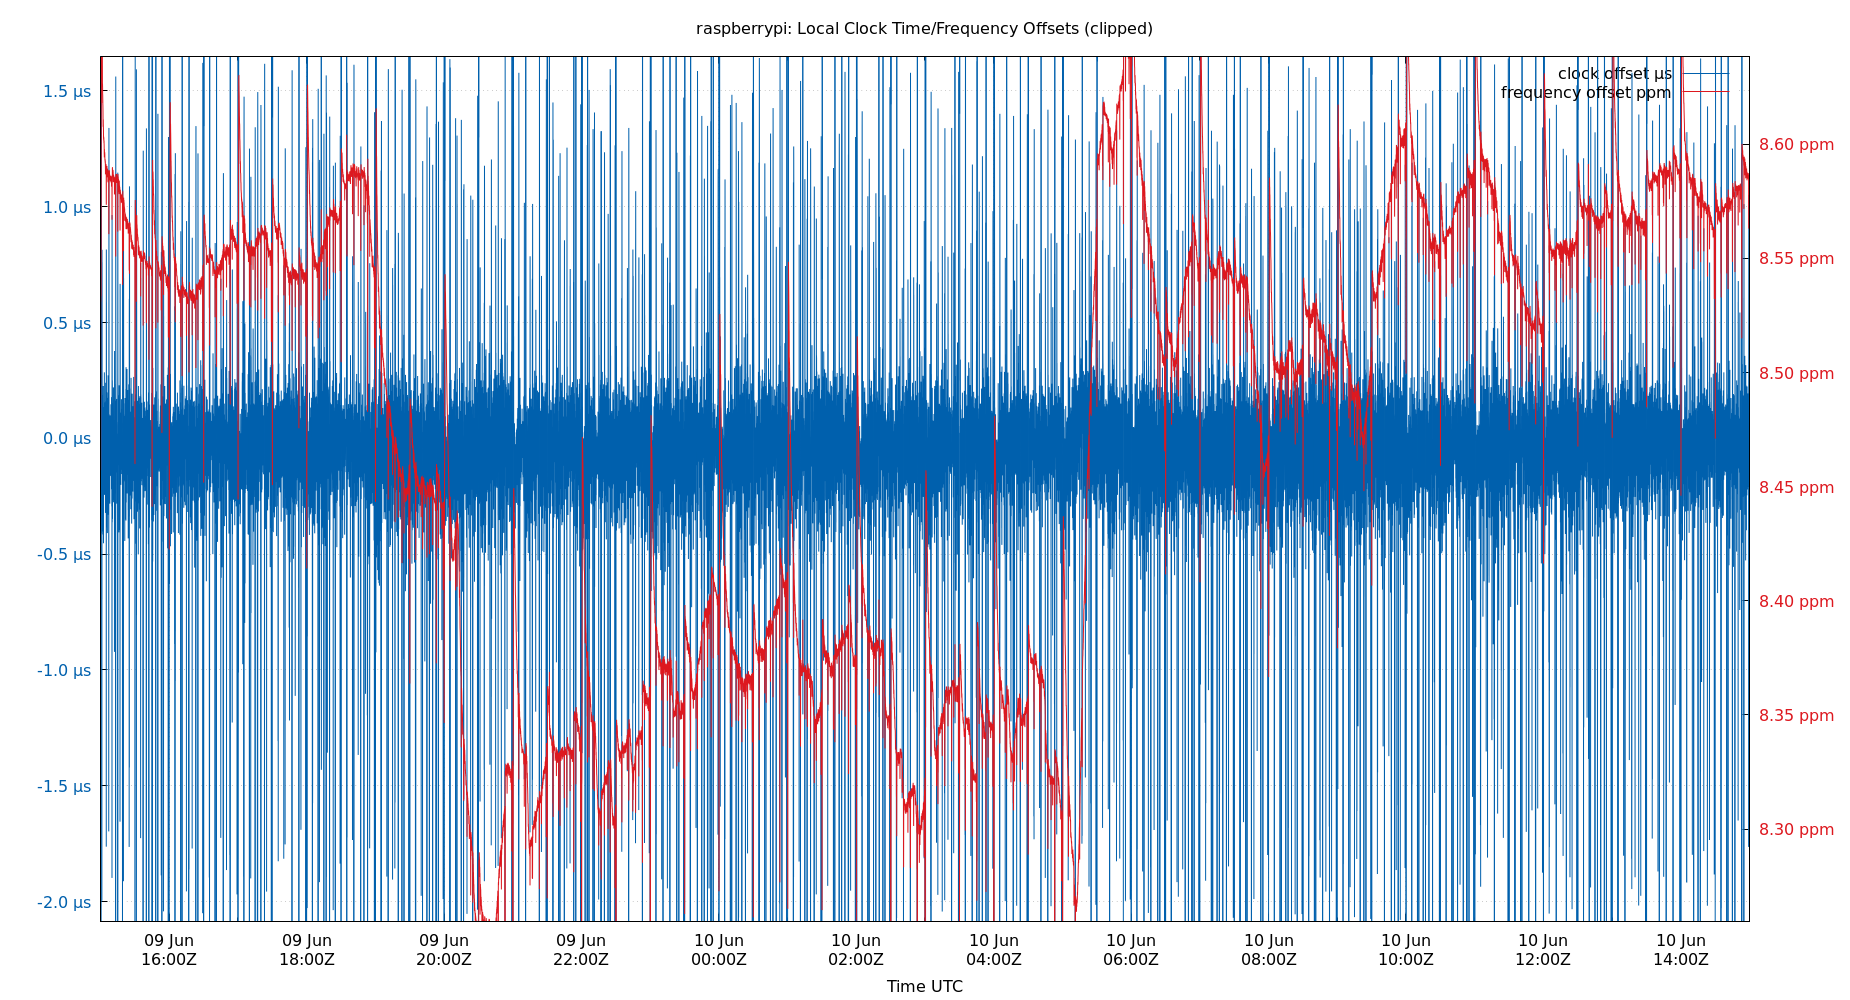 raspberrypi: Local Clock Time/Frequency Offsets (clipped)
clock offset µs
frequency offset ppm
1.5 µs
1.0 µs
0.5 µs
0.0 µs
-0.5 µs
-1.0 µs
-1.5 µs
-2.0 µs
8.60 ppm
8.55 ppm
8.50 ppm
8.45 ppm
8.40 ppm
8.35 ppm
8.30 ppm
09 Jun
16:00Z
09 Jun
18:00Z
09 Jun
20:00Z
09 Jun
22:00Z
10 Jun
00:00Z
10 Jun
02:00Z
10 Jun
04:00Z
10 Jun
06:00Z
10 Jun
08:00Z
10 Jun
10:00Z
10 Jun
12:00Z
10 Jun
14:00Z
Time UTC